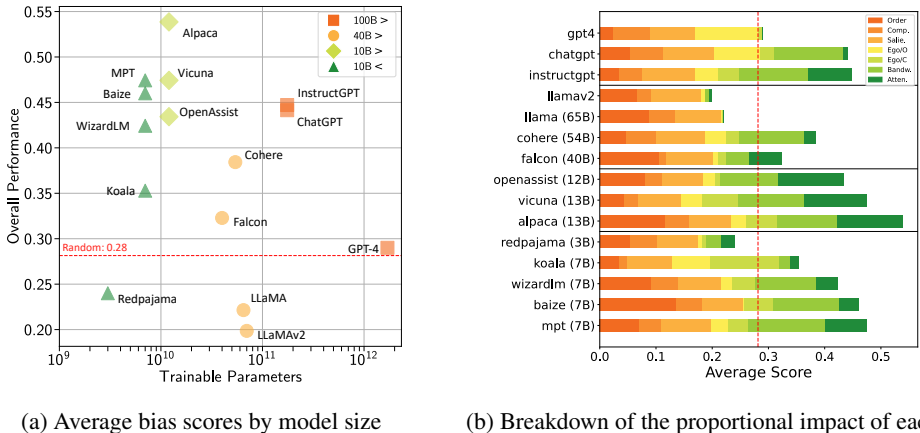 0.55
0.50
0.45
0.40
0.35
0.30
0.25
0.20
Overall Performance
10^9
10^10
10^11
10^12
Trainable Parameters
100B >
40B >
10B >
10B <
Alpaca
MPT
Vicuna
Baize
InstructGPT
OpenAssist
ChatGPT
WizardLM
Cohere
Koala
Falcon
Random: 0.28
GPT-4
Redpajama
LLaMA
LLaMAv2
(a) Average bias scores by model size
gpt4
chatgpt
instructgpt
llamav2
llama (65B)
cohere (54B)
falcon (40B)
openassist (12B)
vicuna (13B)
alpaca (13B)
redpajama (3B)
koala (7B)
wizardlm (7B)
baize (7B)
mpt (7B)
0.0 0.1 0.2 0.3 0.4 0.5
Average Score
Order
Comp.
Salie.
Ego/O
Ego/C
Bandw.
Atten.
(b) Breakdown of the proportional impact of ea